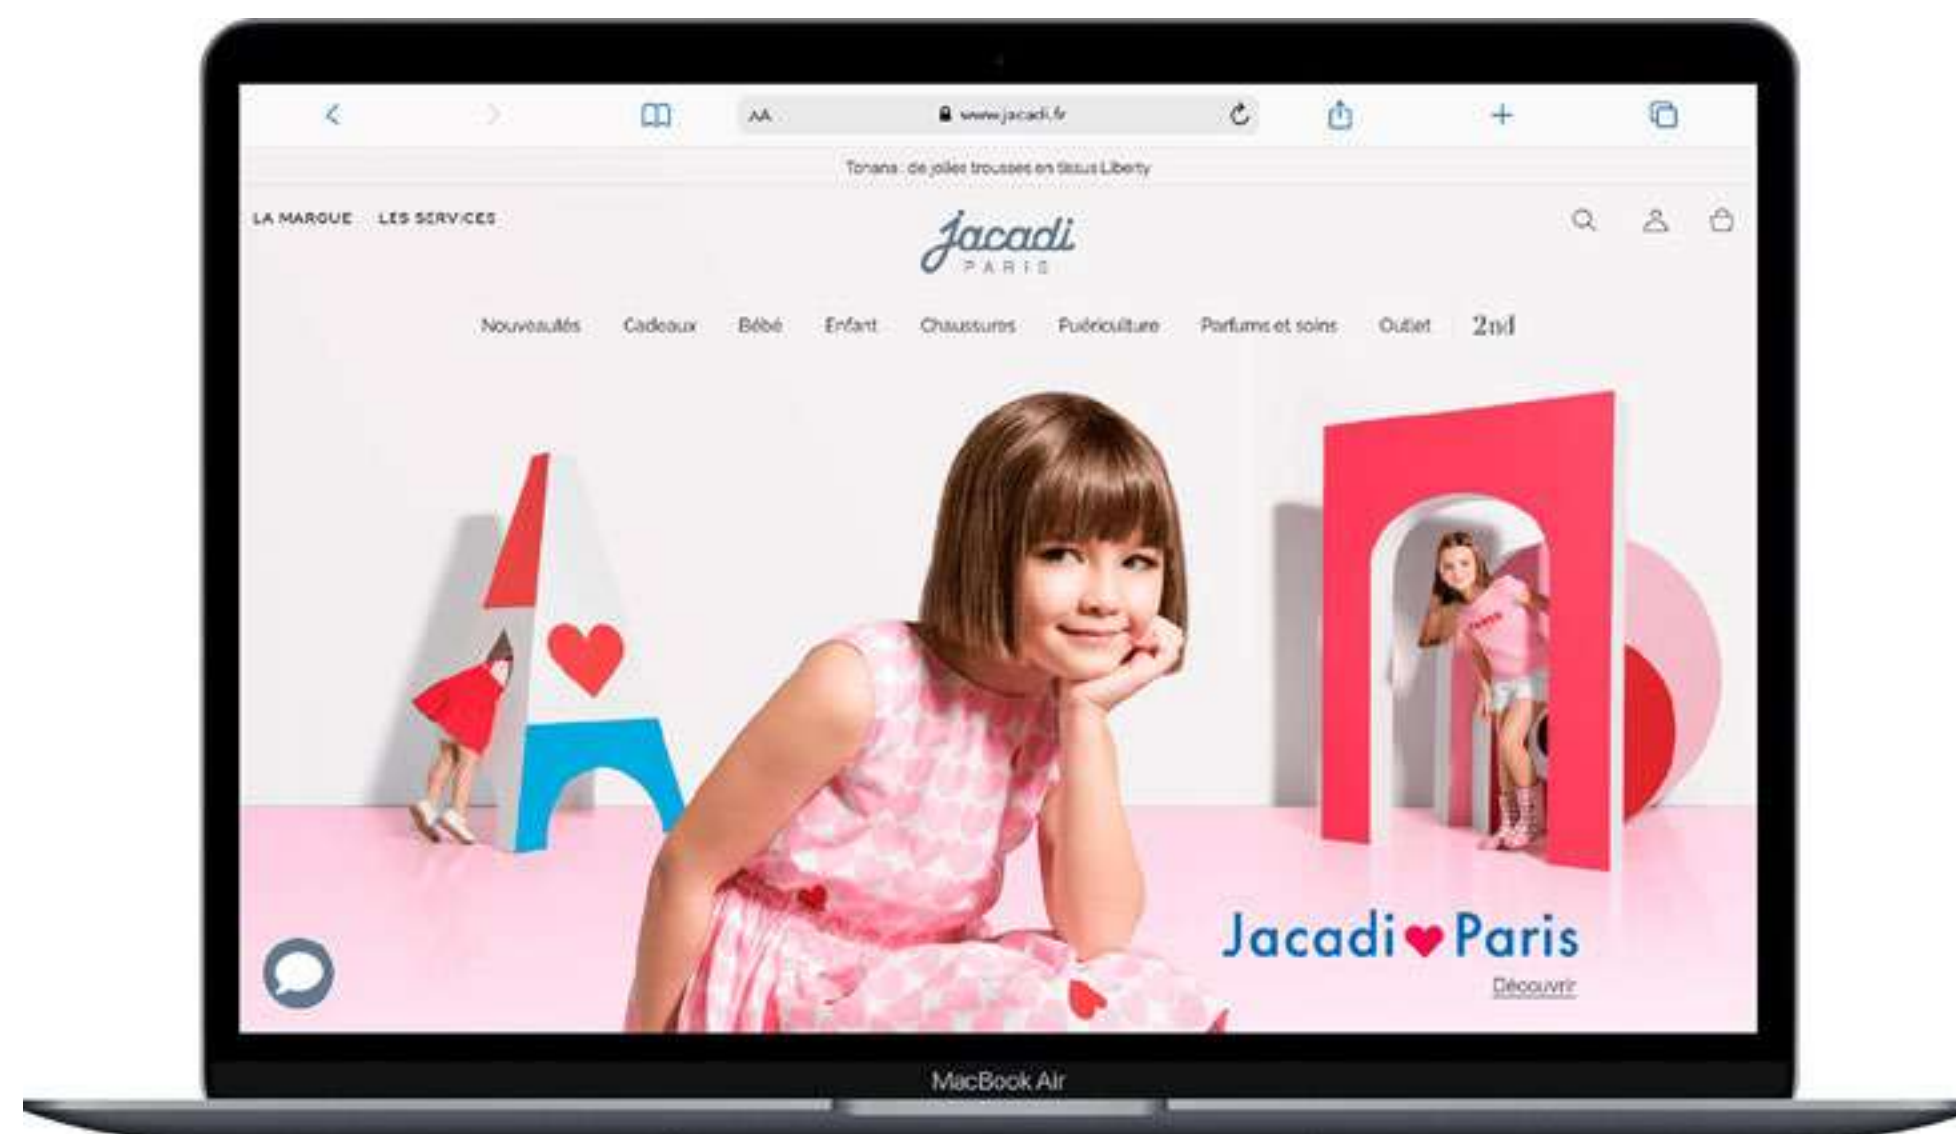 AA www.jacadi.fr
Tonana : de jolies trousses en tissus Liberty
LA MARQUE LES SERVICES
jacadi
PARIS
Nouveautés Cadeaux Bébé Enfant Chaussures Puériculture Parfums et soins Outlet 2nd
Jacadi Paris
Découvrir
MacBook Air